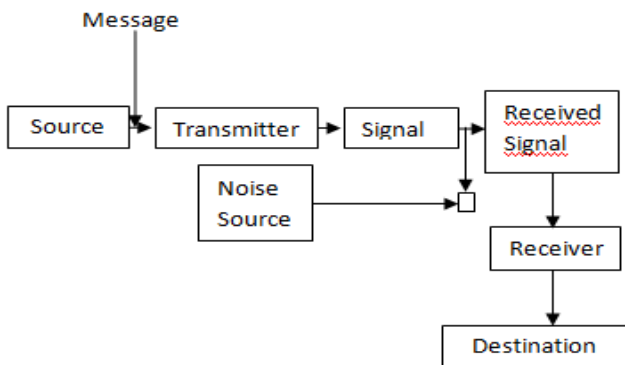 Message
Source
Transmitter
Signal
Received
Signal
Noise
Source
Receiver
Destination